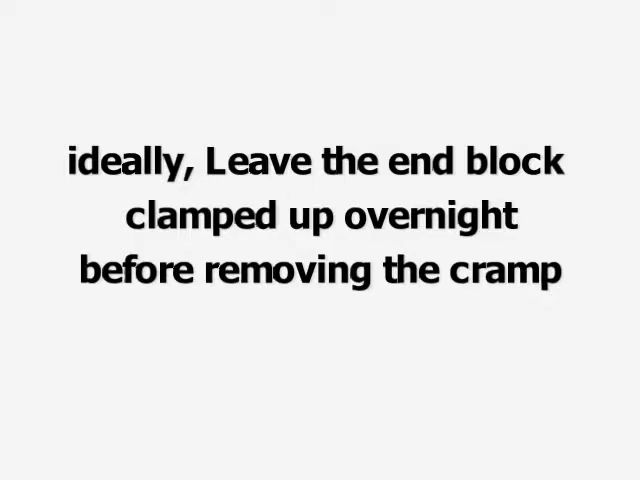 ideally, Leave the end block
clamped up overnight
before removing the cramp